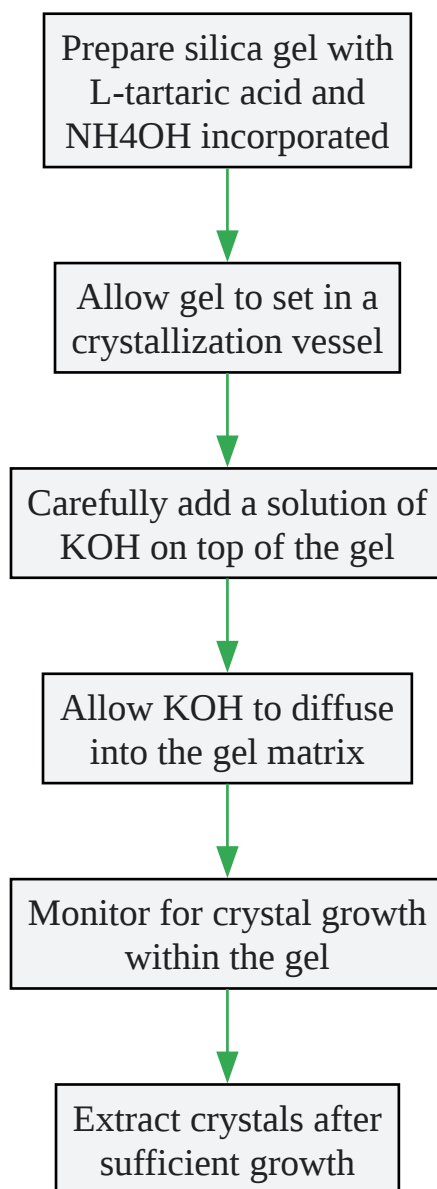 Prepare silica gel with
L-tartaric acid and
NH4OH incorporated
Allow gel to set in a
crystallization vessel
Carefully add a solution of
KOH on top of the gel
Allow KOH to diffuse
into the gel matrix
Monitor for crystal growth
within the gel
Extract crystals after
sufficient growth